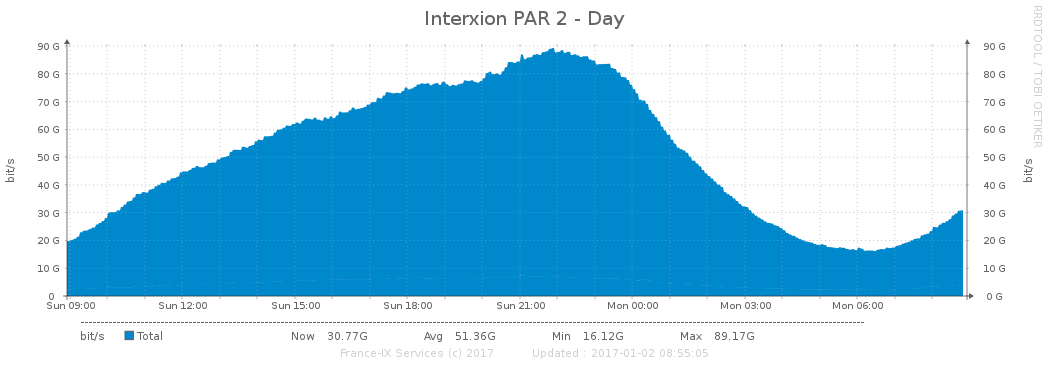 Interxion PAR 2 - Day
RRDTOOL / TOBI OETIKER
bit/s
90 G 90 G
80 G 80 G
70 G 70 G
60 G 60 G
50 G 50 G
40 G 40 G
30 G 30 G
20 G 20 G
10 G 10 G
0 0 G
bit/s
Sun 09:00 Sun 12:00 Sun 15:00 Sun 18:00 Sun 21:00 Mon 00:00 Mon 03:00 Mon 06:00
bit/s Total Now 30.77G Avg 51.36G Min 16.12G Max 89.17G
France-IX Services (c) 2017 Updated : 2017-01-02 08:55:05